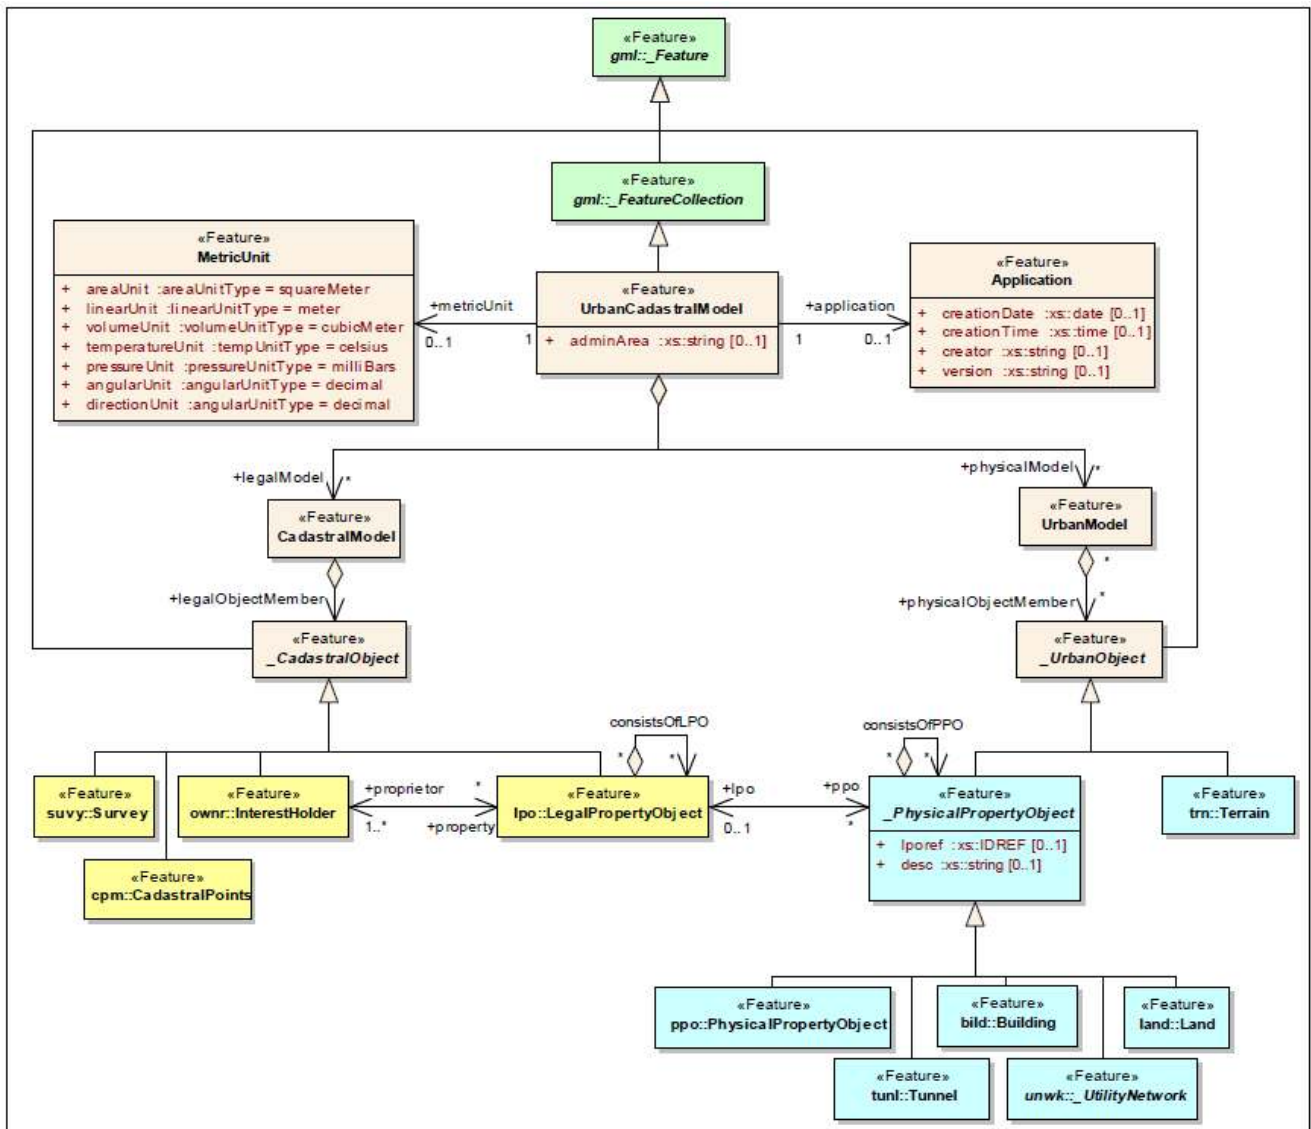 «Feature»
gml::_Feature
«Feature»
gml::_FeatureCollection
«Feature»
MetricUnit
+ areaUnit :areaUnitType = squareMeter
+ linearUnit :linearUnitType = meter
+ volumeUnit :volumeUnitType = cubicMeter
+ temperatureUnit :tempUnitType = celsius
+ pressureUnit :pressureUnitType = milliBars
+ angularUnit :angularUnitType = decimal
+ directionUnit :angularUnitType = decimal
+metricUnit
0..1
1
«Feature»
UrbanCadastralModel
+ adminArea :xs::string [0..1]
+application
1
0..1
«Feature»
Application
+ creationDate :xs::date [0..1]
+ creationTime :xs::time [0..1]
+ creator :xs::string [0..1]
+ version :xs::string [0..1]
+legalModel
*
+physicalModel
*
«Feature»
CadastralModel
«Feature»
UrbanModel
*
+legalObjectMember
+physicalObjectMember
*
«Feature»
_CadastralObject
«Feature»
_UrbanObject
consistsOfLPO
*
*
consistsOfPPO
*
*
«Feature»
suvy::Survey
«Feature»
ownr::InterestHolder
+proprietor
*
1..*
+property
«Feature»
lpo::LegalPropertyObject
+lpo
+ppo
0..1
*
«Feature»
_PhysicalPropertyObject
+ lporef :xs::IDREF [0..1]
+ desc :xs::string [0..1]
«Feature»
trn::Terrain
«Feature»
cpm::CadastralPoints
«Feature»
ppo::PhysicalPropertyObject
«Feature»
bild::Building
«Feature»
land::Land
«Feature»
tunl::Tunnel
«Feature»
unwk::_UtilityNetwork